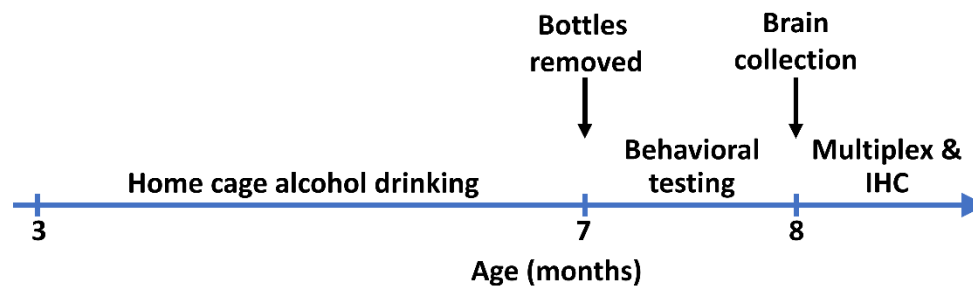 Bottles
removed
Brain
collection
Home cage alcohol drinking
Behavioral
testing
Multiplex &
IHC
3
7
8
Age (months)